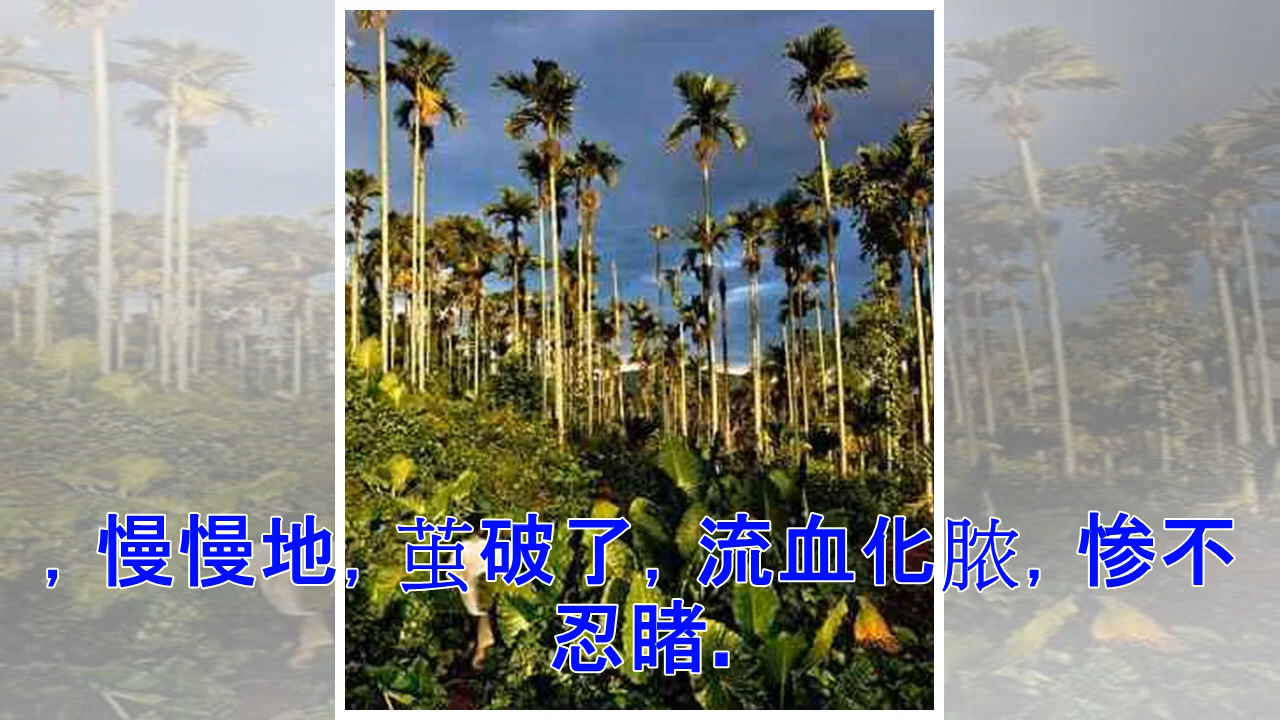 , 慢慢地, 茧破了, 流血化脓, 惨不
忍睹.